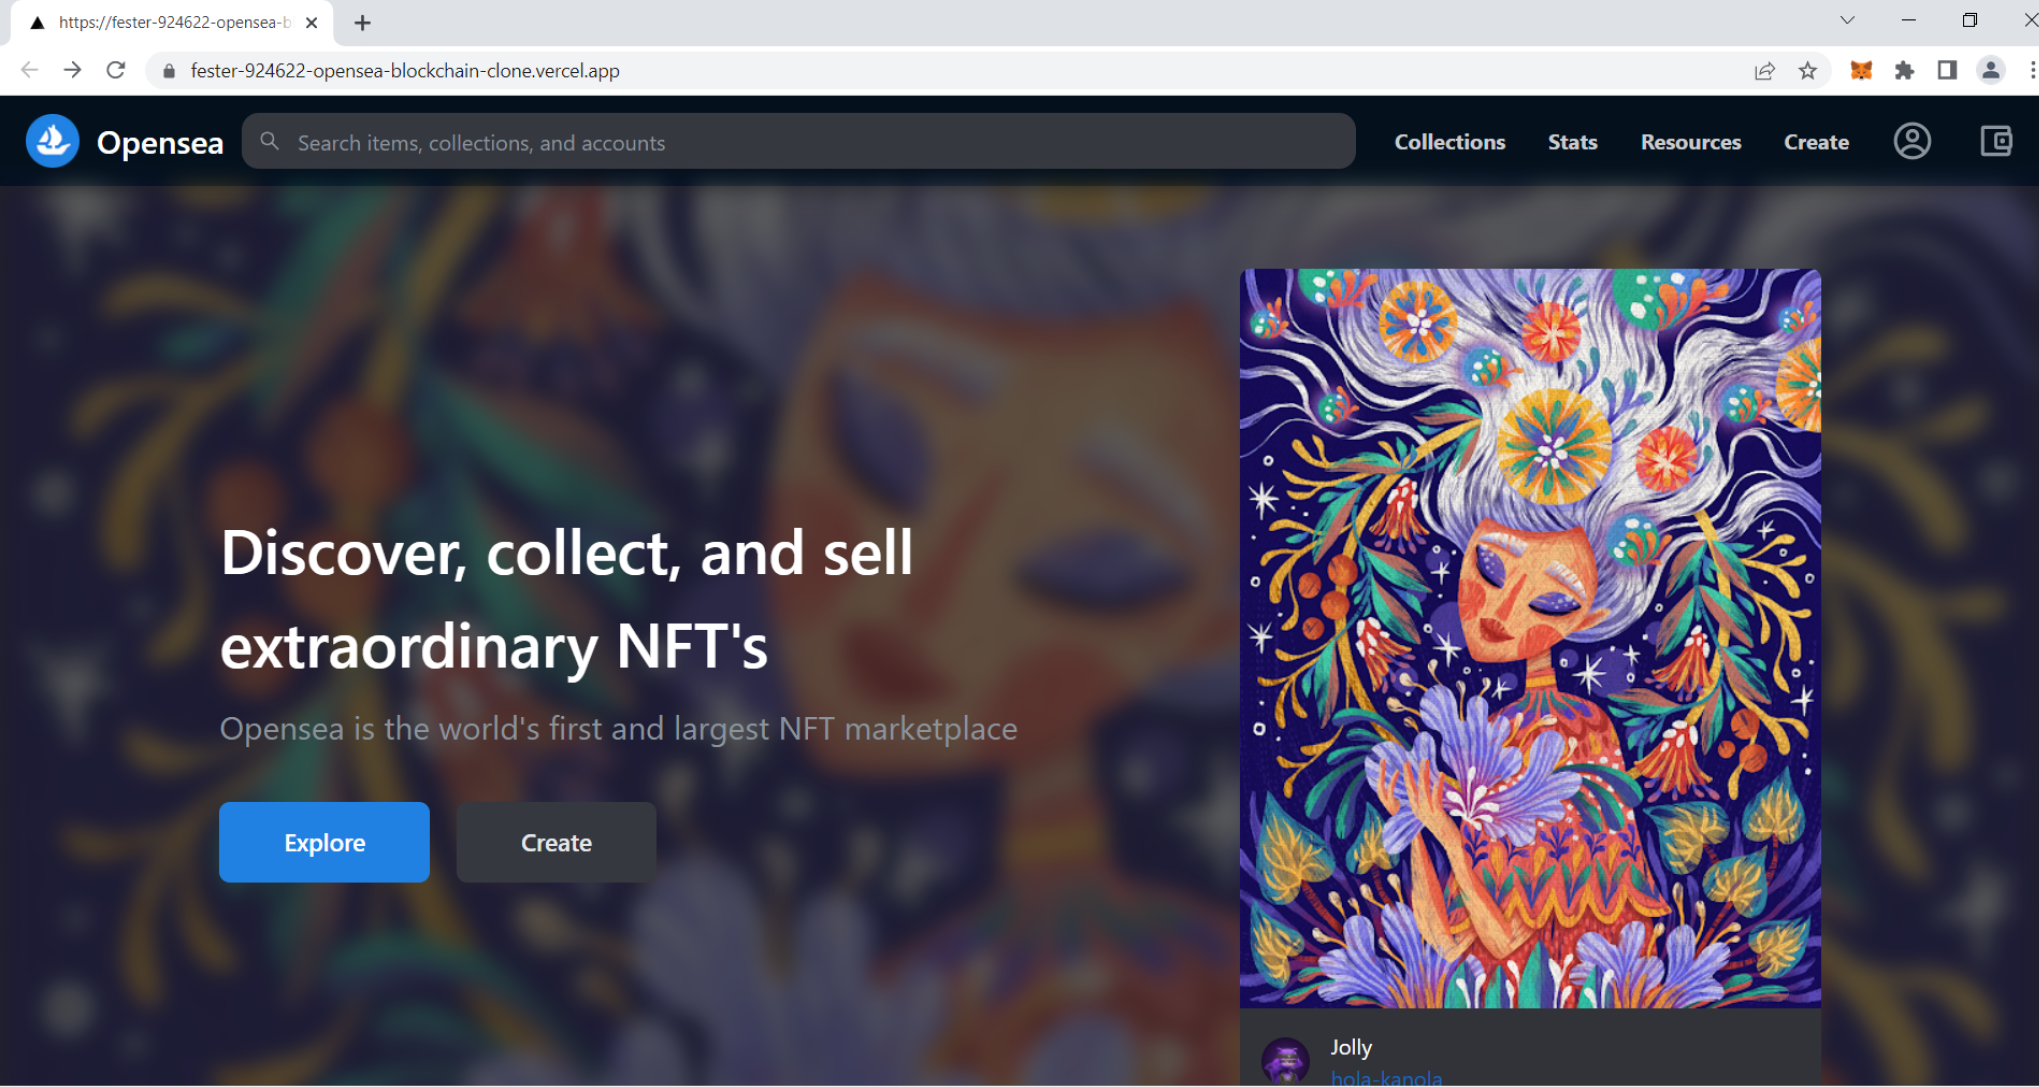 https://fester-924622-opensea-b
fester-924622-opensea-blockchain-clone.vercel.app
Opensea
Search items, collections, and accounts
Collections
Stats
Resources
Create
Discover, collect, and sell
extraordinary NFT's
Opensea is the world's first and largest NFT marketplace
Explore
Create
Jolly
hola-kanola